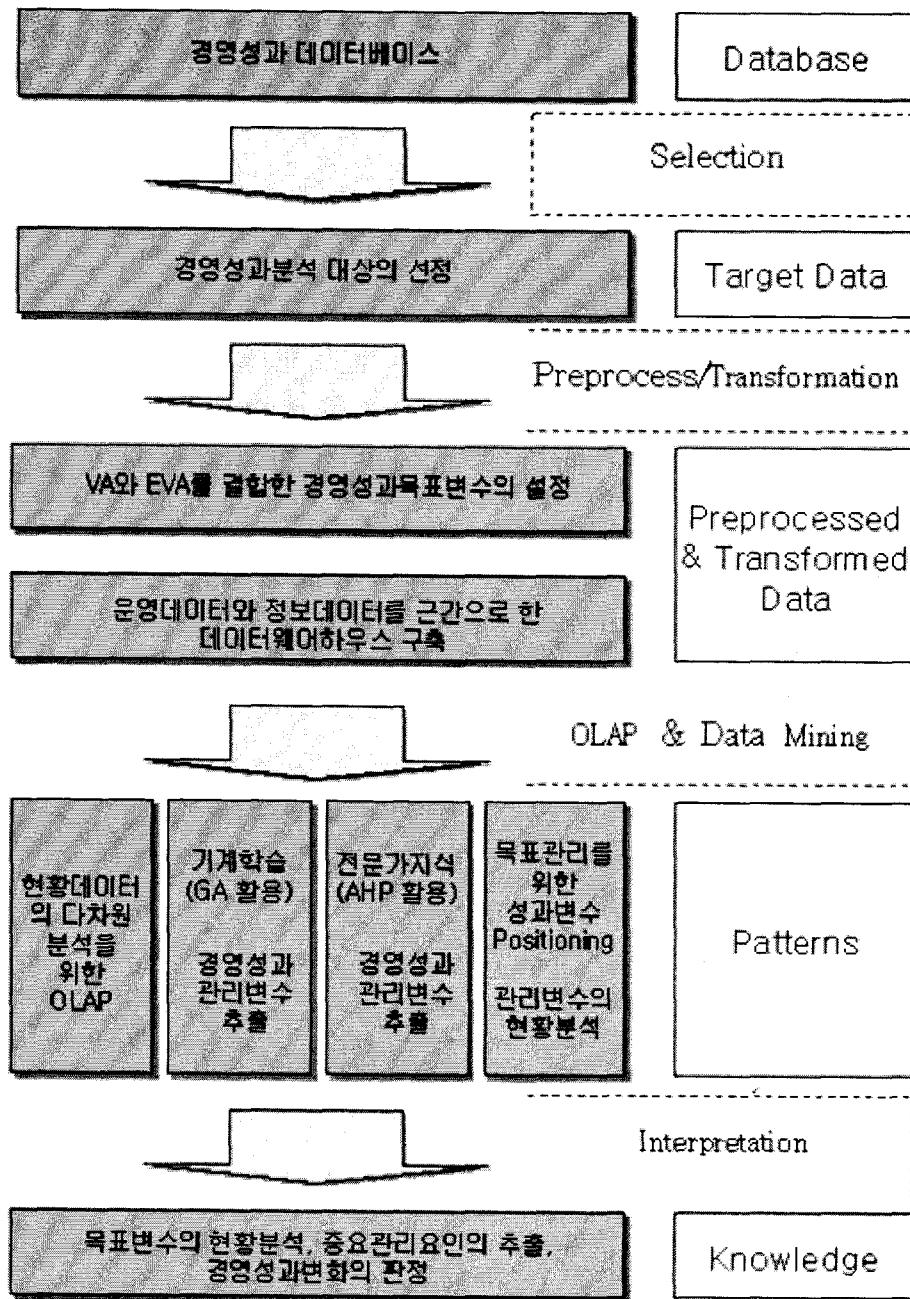 경영성과 데이터베이스
Database
Selection
경영성과분석 대상의 선정
Target Data
Preprocess/Transformation
VA와 EVA를 결합한 경영성과목표변수의 설정
운영데이터와 정보데이터를 근간으로 한
데이터웨어하우스 구축
Preprocessed
& Transformed
Data
OLAP & Data Mining
현황데이터
의 다차원
분석을
위한
OLAP
기계학습
(GA 활용)
경영성과
관리변수
추출
전문가지식
(AHP 활용)
경영성과
관리변수
추출
목표관리를
위한
성과변수
Positioning
관리변수의
현황분석
Patterns
Interpretation
목표변수의 현황분석, 중요관리요인의 추출,
경영성과변화의 판정
Knowledge